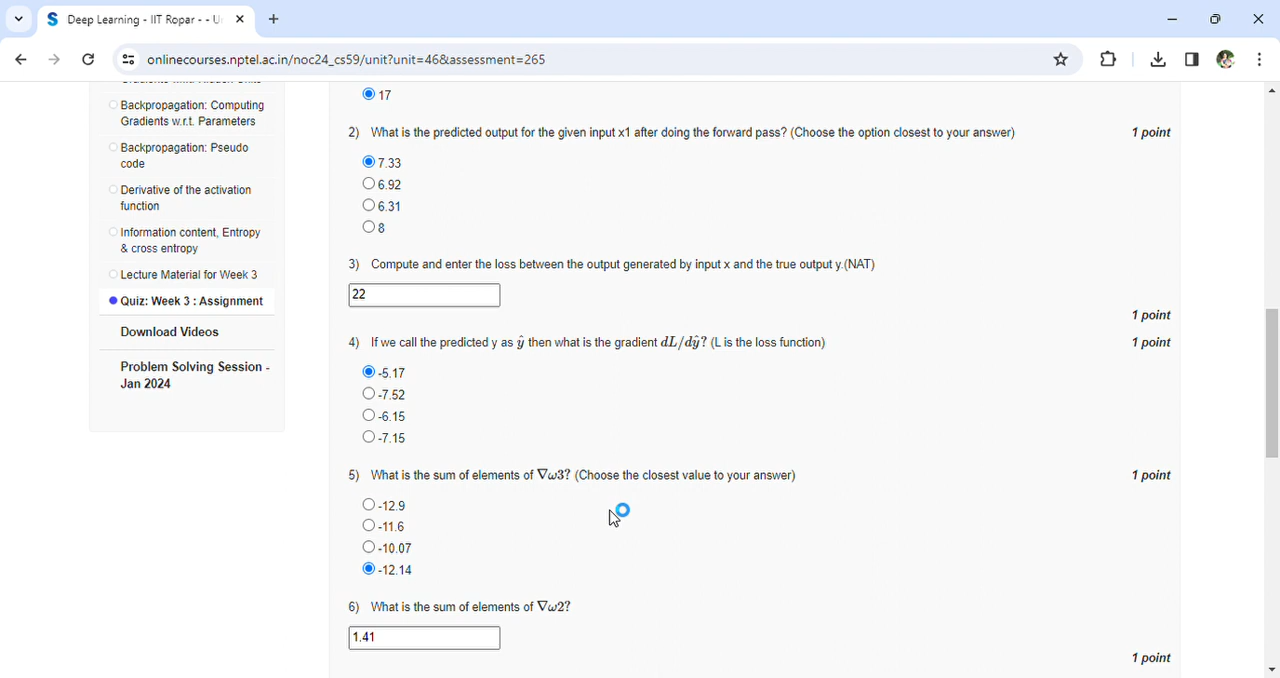 Deep Learning - IIT Ropar - - U
onlinecourses.nptel.ac.in/noc24_cs59/unit?unit=46&assessment=265
Backpropagation: Computing
Gradients w.r.t. Parameters
Backpropagation: Pseudo
code
Derivative of the activation
function
Information content, Entropy
& cross entropy
Lecture Material for Week 3
Quiz: Week 3 : Assignment
Download Videos
Problem Solving Session -
Jan 2024
17
2) What is the predicted output for the given input x1 after doing the forward pass? (Choose the option closest to your answer) 1 point
7.33
6.92
6.31
8
3) Compute and enter the loss between the output generated by input x and the true output y.(NAT)
22
1 point
4) If we call the predicted y as ŷ then what is the gradient dL/dŷ? (L is the loss function) 1 point
-5.17
-7.52
-6.15
-7.15
5) What is the sum of elements of ∇ω3? (Choose the closest value to your answer) 1 point
-12.9
-11.6
-10.07
-12.14
6) What is the sum of elements of ∇ω2?
1.41
1 point